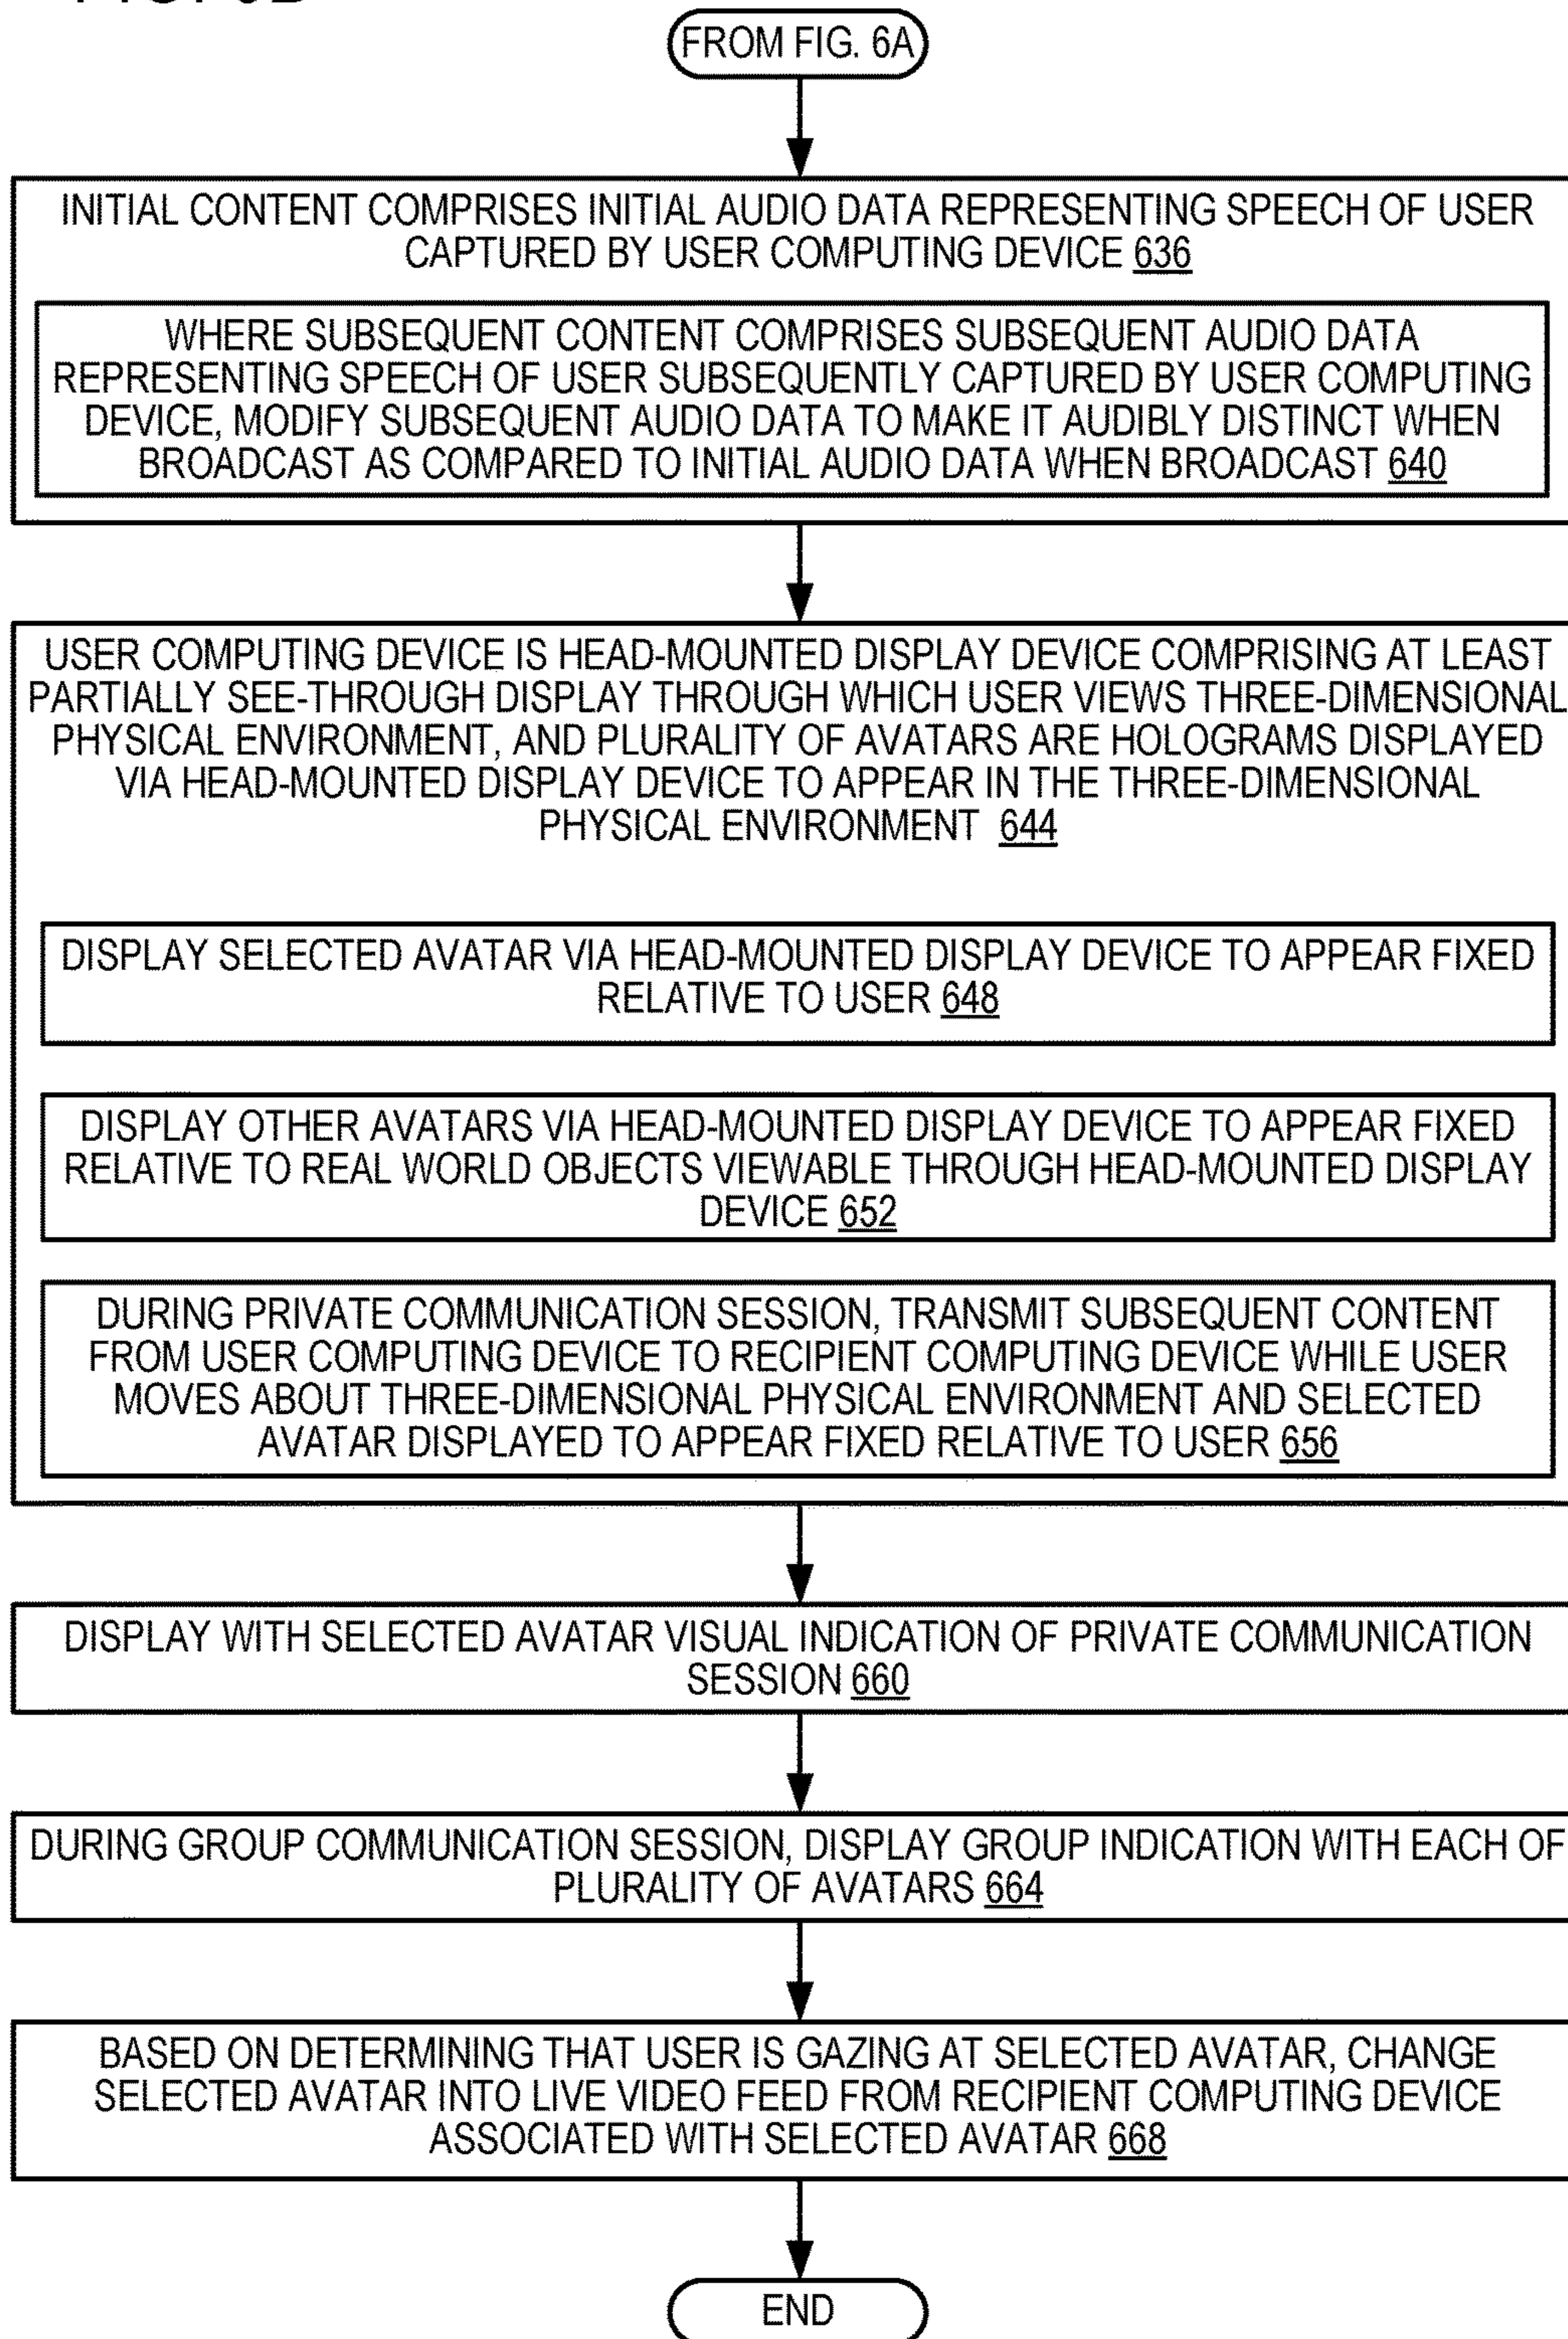 FROM FIG. 6A
INITIAL CONTENT COMPRISES INITIAL AUDIO DATA REPRESENTING SPEECH OF USER
CAPTURED BY USER COMPUTING DEVICE 636
WHERE SUBSEQUENT CONTENT COMPRISES SUBSEQUENT AUDIO DATA
REPRESENTING SPEECH OF USER SUBSEQUENTLY CAPTURED BY USER COMPUTING
DEVICE, MODIFY SUBSEQUENT AUDIO DATA TO MAKE IT AUDIBLY DISTINCT WHEN
BROADCAST AS COMPARED TO INITIAL AUDIO DATA WHEN BROADCAST 640
USER COMPUTING DEVICE IS HEAD-MOUNTED DISPLAY DEVICE COMPRISING AT LEAST
PARTIALLY SEE-THROUGH DISPLAY THROUGH WHICH USER VIEWS THREE-DIMENSIONAL
PHYSICAL ENVIRONMENT, AND PLURALITY OF AVATARS ARE HOLOGRAMS DISPLAYED
VIA HEAD-MOUNTED DISPLAY DEVICE TO APPEAR IN THE THREE-DIMENSIONAL
PHYSICAL ENVIRONMENT 644
DISPLAY SELECTED AVATAR VIA HEAD-MOUNTED DISPLAY DEVICE TO APPEAR FIXED
RELATIVE TO USER 648
DISPLAY OTHER AVATARS VIA HEAD-MOUNTED DISPLAY DEVICE TO APPEAR FIXED
RELATIVE TO REAL WORLD OBJECTS VIEWABLE THROUGH HEAD-MOUNTED DISPLAY
DEVICE 652
DURING PRIVATE COMMUNICATION SESSION, TRANSMIT SUBSEQUENT CONTENT
FROM USER COMPUTING DEVICE TO RECIPIENT COMPUTING DEVICE WHILE USER
MOVES ABOUT THREE-DIMENSIONAL PHYSICAL ENVIRONMENT AND SELECTED
AVATAR DISPLAYED TO APPEAR FIXED RELATIVE TO USER 656
DISPLAY WITH SELECTED AVATAR VISUAL INDICATION OF PRIVATE COMMUNICATION
SESSION 660
DURING GROUP COMMUNICATION SESSION, DISPLAY GROUP INDICATION WITH EACH OF
PLURALITY OF AVATARS 664
BASED ON DETERMINING THAT USER IS GAZING AT SELECTED AVATAR, CHANGE
SELECTED AVATAR INTO LIVE VIDEO FEED FROM RECIPIENT COMPUTING DEVICE
ASSOCIATED WITH SELECTED AVATAR 668
END